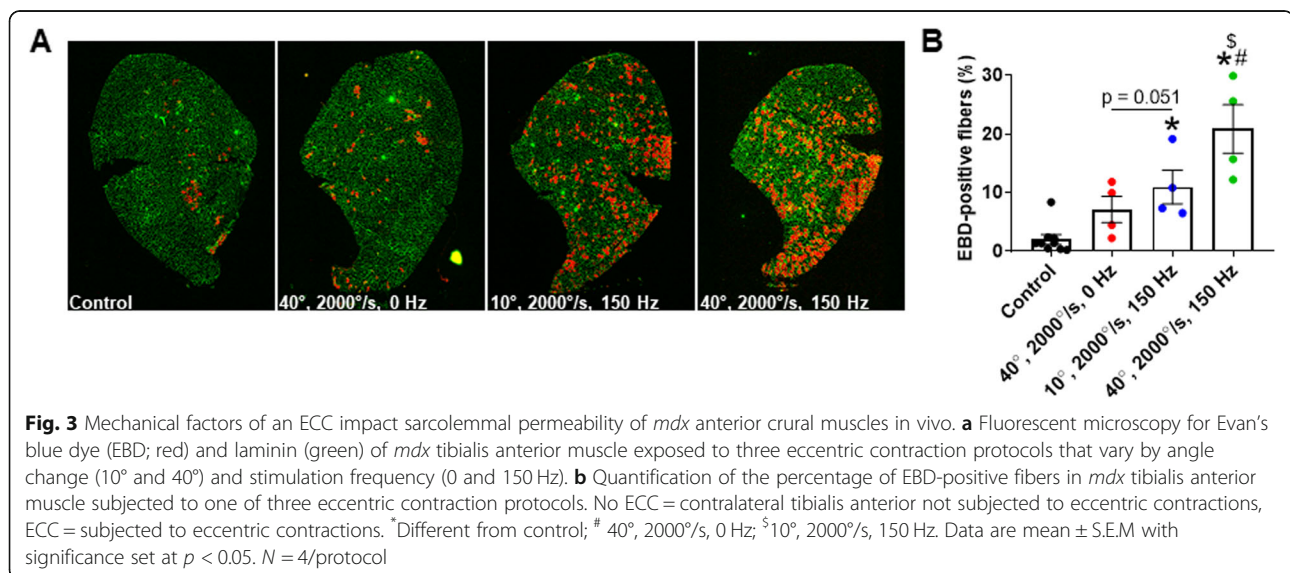 A
B
Control
40°, 2000°/s, 0 Hz
10°, 2000°/s, 150 Hz
40°, 2000°/s, 150 Hz
EBD-positive fibers (%)
30
20
10
0
p = 0.051
*
$
*#
Control
40°, 2000°/s, 0 Hz
10°, 2000°/s, 150 Hz
40°, 2000°/s, 150 Hz
Fig. 3 Mechanical factors of an ECC impact sarcolemmal permeability of mdx anterior crural muscles in vivo. a Fluorescent microscopy for Evan's
blue dye (EBD; red) and laminin (green) of mdx tibialis anterior muscle exposed to three eccentric contraction protocols that vary by angle
change (10° and 40°) and stimulation frequency (0 and 150 Hz). b Quantification of the percentage of EBD-positive fibers in mdx tibialis anterior
muscle subjected to one of three eccentric contraction protocols. No ECC = contralateral tibialis anterior not subjected to eccentric contractions,
ECC = subjected to eccentric contractions. *Different from control; # 40°, 2000°/s, 0 Hz; $10°, 2000°/s, 150 Hz. Data are mean ± S.E.M with
significance set at p < 0.05. N = 4/protocol